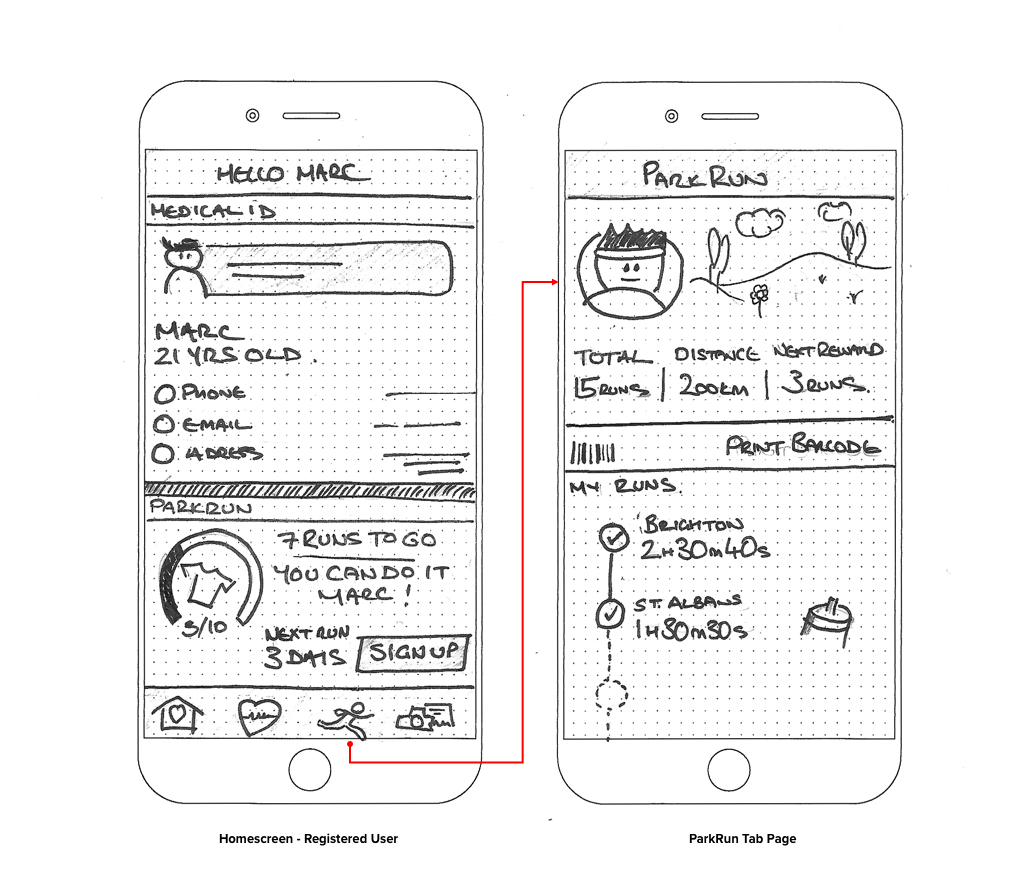 HELLO MARC
MEDICAL ID
MARC
21 YRS OLD .
PHONE
EMAIL
ADRESS
PARKRUN
7 RUNS TO GO
YOU CAN DO IT
MARC !
3/10
NEXT RUN
3 DAYS
SIGN UP
Homescreen - Registered User
PARKRUN
TOTAL DISTANCE NEXT REWARD
15 RUNS | 200KM | 3 RUNS.
PRINT BARCODE
MY RUNS.
BRIGHTON
2H30M40S
ST. ALBANS
1H30M30S
ParkRun Tab Page